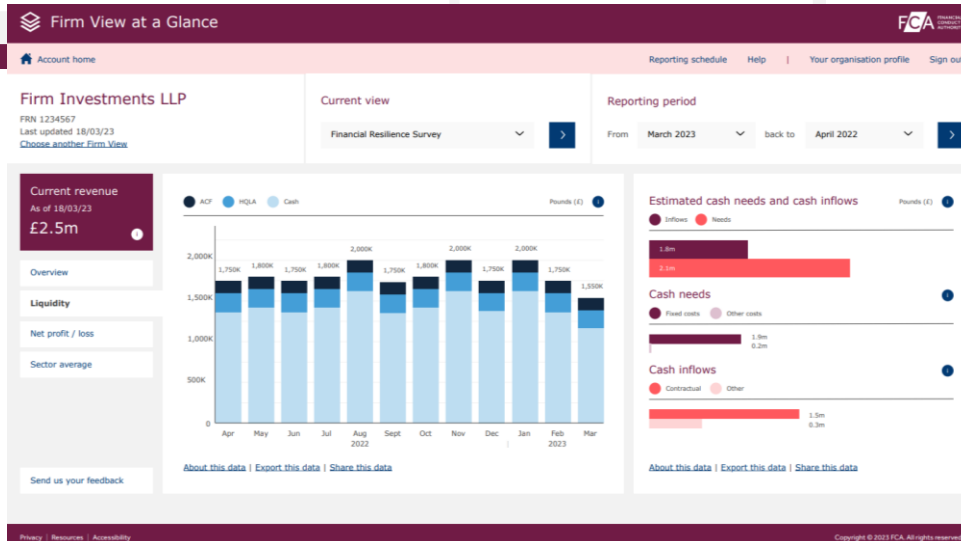 Firm View at a Glance
FCA FINANCIAL CONDUCT AUTHORITY
Account home
Reporting schedule Help | Your organisation profile Sign out
Firm Investments LLP
FRN 1234567
Last updated 18/03/23
Choose another Firm View
Current view
Financial Resilience Survey
Reporting period
From March 2023 back to April 2022
Current revenue
As of 18/03/23
£2.5m
Overview
Liquidity
Net profit / loss
Sector average
Send us your feedback
ACF HQLA Cash Pounds (£)
2,000K
1,500K
1,000K
500K
0
1,750K 1,800K 1,750K 1,800K 2,000K 1,750K 1,800K 2,000K 1,750K 2,000K 1,750K 1,550K
Apr May Jun Jul Aug Sept Oct Nov Dec Jan Feb Mar
2022 2023
About this data | Export this data | Share this data
Estimated cash needs and cash inflows Pounds (£)
Inflows Needs
1.8m
2.1m
Cash needs
Fixed costs Other costs
1.9m
0.2m
Cash inflows
Contractual Other
1.5m
0.3m
About this data | Export this data | Share this data
Privacy | Resources | Accessibility
Copyright © 2023 FCA. All rights reserved